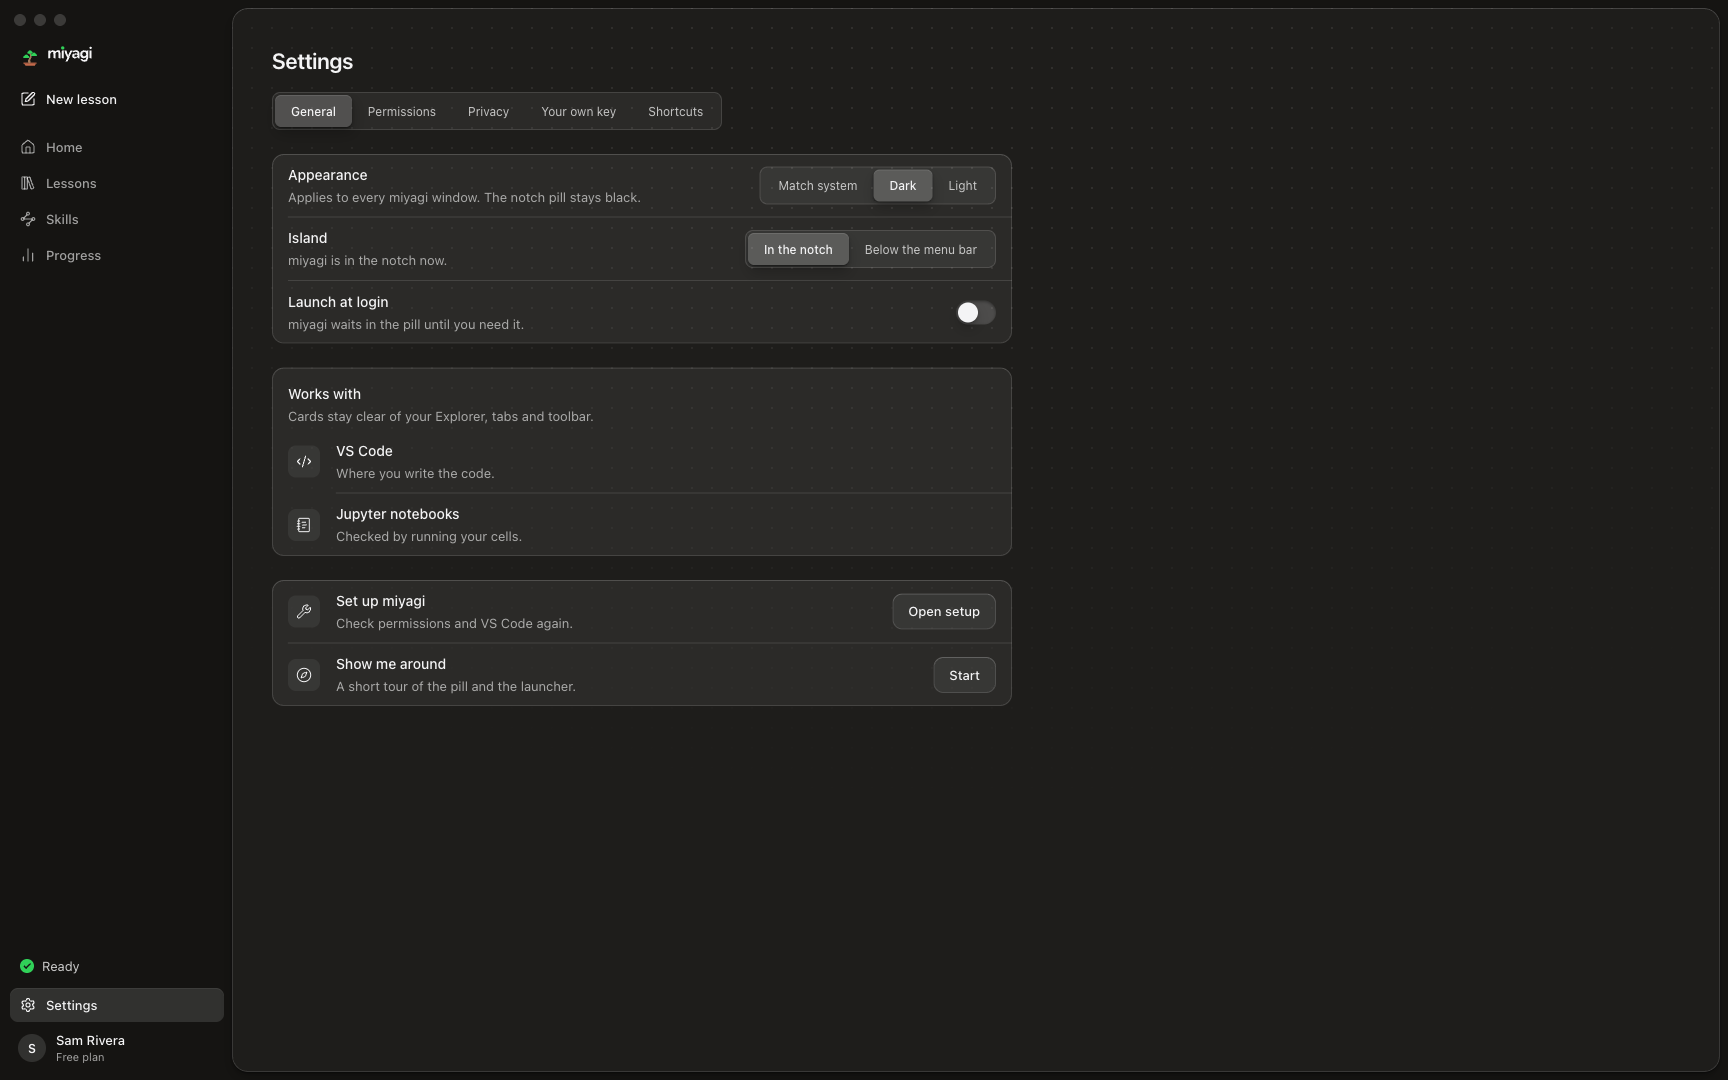 miyagi
New lesson
Home
Lessons
Skills
Progress
Ready
Settings
S
Sam Rivera
Free plan
Settings
General
Permissions
Privacy
Your own key
Shortcuts
Appearance
Applies to every miyagi window. The notch pill stays black.
Match system
Dark
Light
Island
miyagi is in the notch now.
In the notch
Below the menu bar
Launch at login
miyagi waits in the pill until you need it.
Works with
Cards stay clear of your Explorer, tabs and toolbar.
VS Code
Where you write the code.
Jupyter notebooks
Checked by running your cells.
Set up miyagi
Check permissions and VS Code again.
Open setup
Show me around
A short tour of the pill and the launcher.
Start